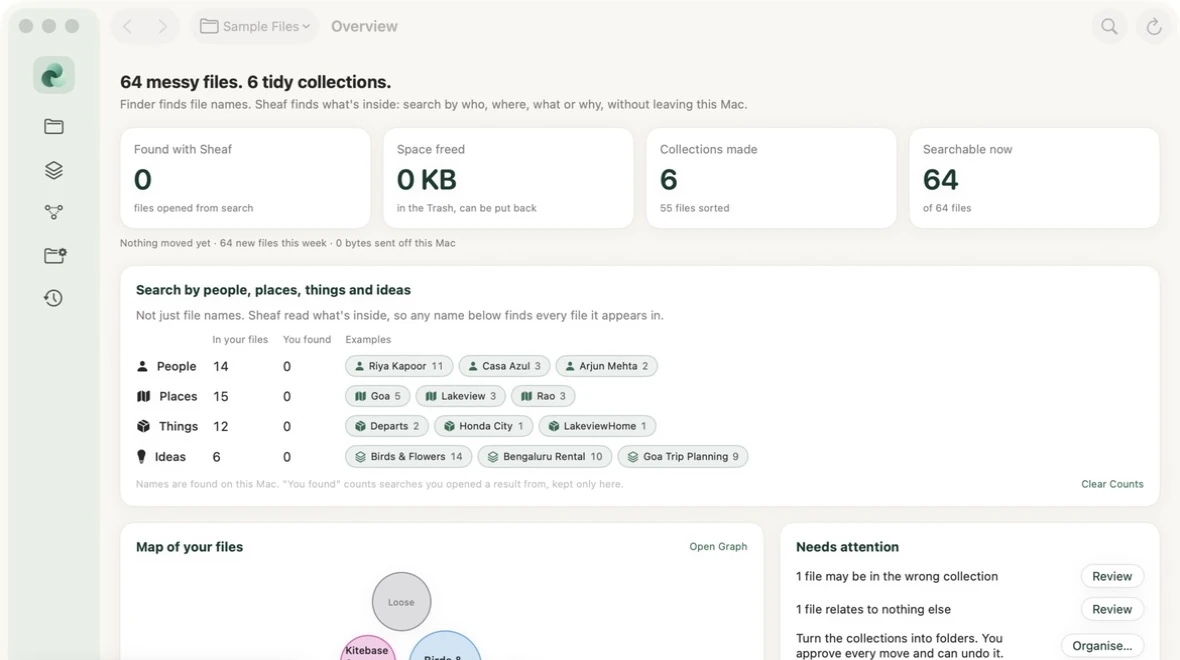 Sample Files
Overview
64 messy files. 6 tidy collections.
Finder finds file names. Sheaf finds what's inside: search by who, where, what or why, without leaving this Mac.
Found with Sheaf
0
files opened from search
Space freed
0 KB
in the Trash, can be put back
Collections made
6
55 files sorted
Searchable now
64
of 64 files
Nothing moved yet · 64 new files this week · 0 bytes sent off this Mac
Search by people, places, things and ideas
Not just file names. Sheaf read what's inside, so any name below finds every file it appears in.
In your files You found Examples
People 14 0 Riya Kapoor 11 Casa Azul 3 Arjun Mehta 2
Places 15 0 Goa 5 Lakeview 3 Rao 3
Things 12 0 Departs 2 Honda City 1 LakeviewHome 1
Ideas 6 0 Birds & Flowers 14 Bengaluru Rental 10 Goa Trip Planning 9
Names are found on this Mac. "You found" counts searches you opened a result from, kept only here. Clear Counts
Map of your files Open Graph
Loose
Kitebase
Birds &
Needs attention
1 file may be in the wrong collection Review
1 file relates to nothing else Review
Turn the collections into folders. You
approve every move and can undo it. Organise...